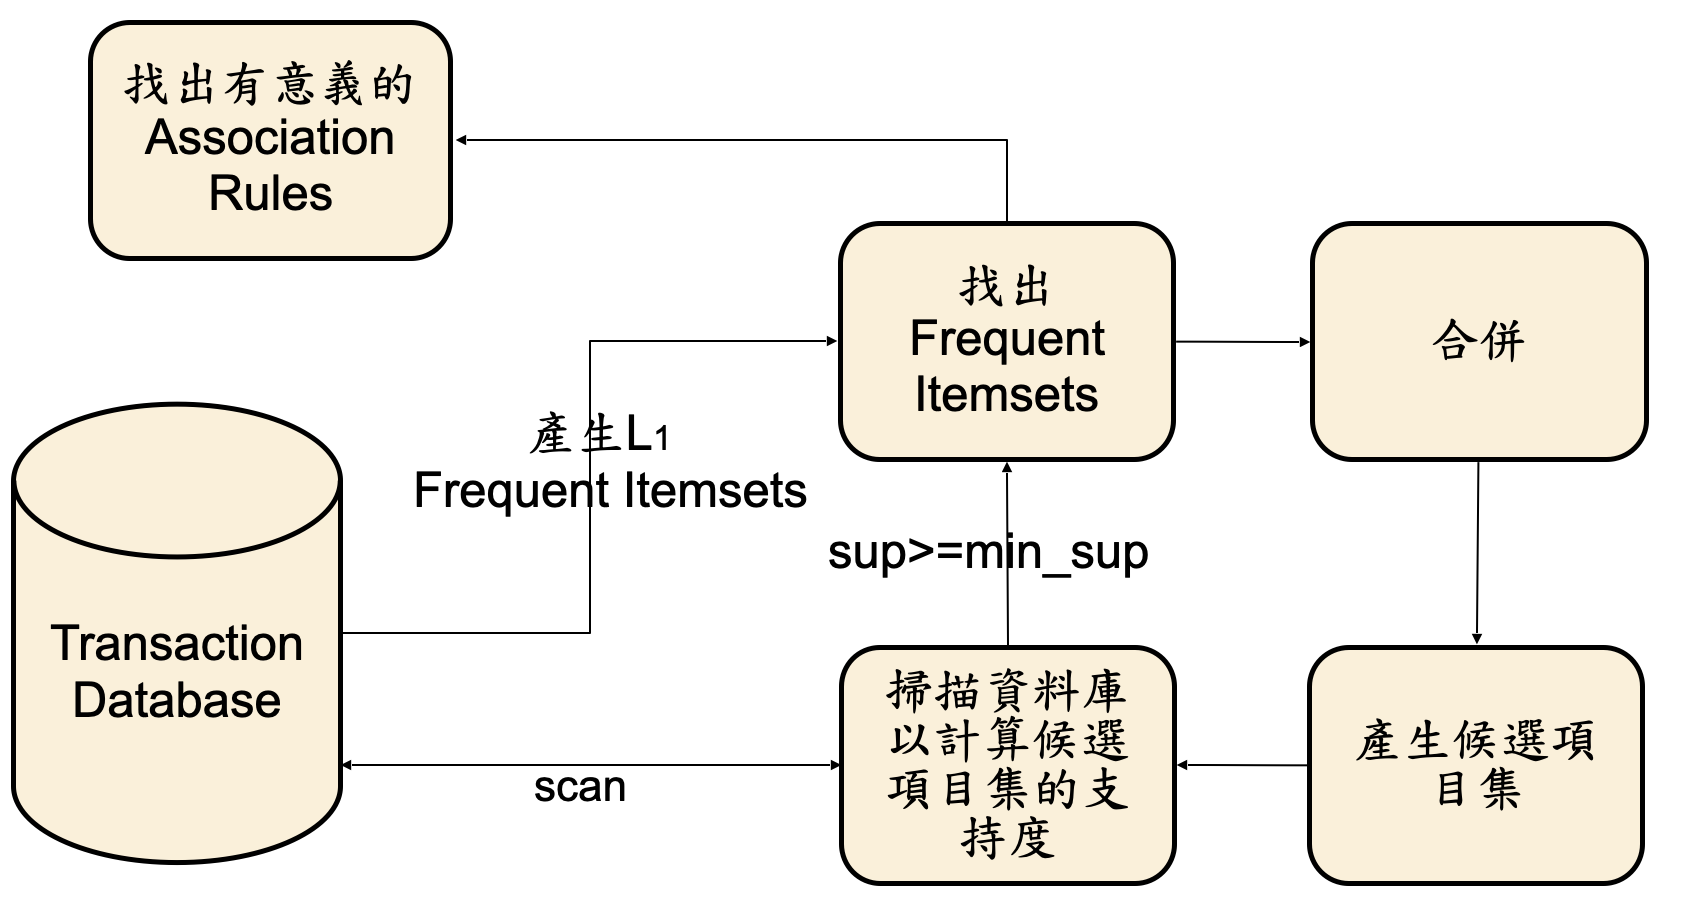 找出有意義的
Association
Rules
找出
Frequent
Itemsets
合併
產生L1
Frequent Itemsets
sup>=min_sup
Transaction
Database
scan
掃描資料庫
以計算候選
項目集的支
持度
產生候選項
目集